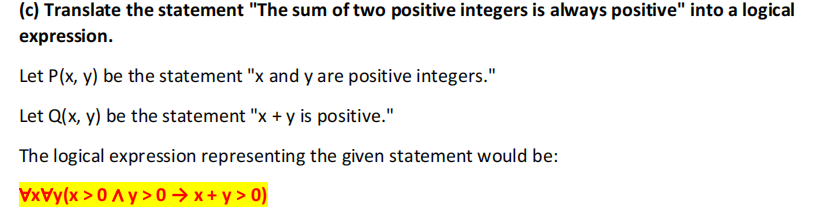 (c) Translate the statement "The sum of two positive integers is always positive" into a logical
expression.
Let P(x, y) be the statement "x and y are positive integers."
Let Q(x, y) be the statement "x + y is positive."
The logical expression representing the given statement would be:
∀x∀y(x > 0 Λ y > 0 → x + y > 0)